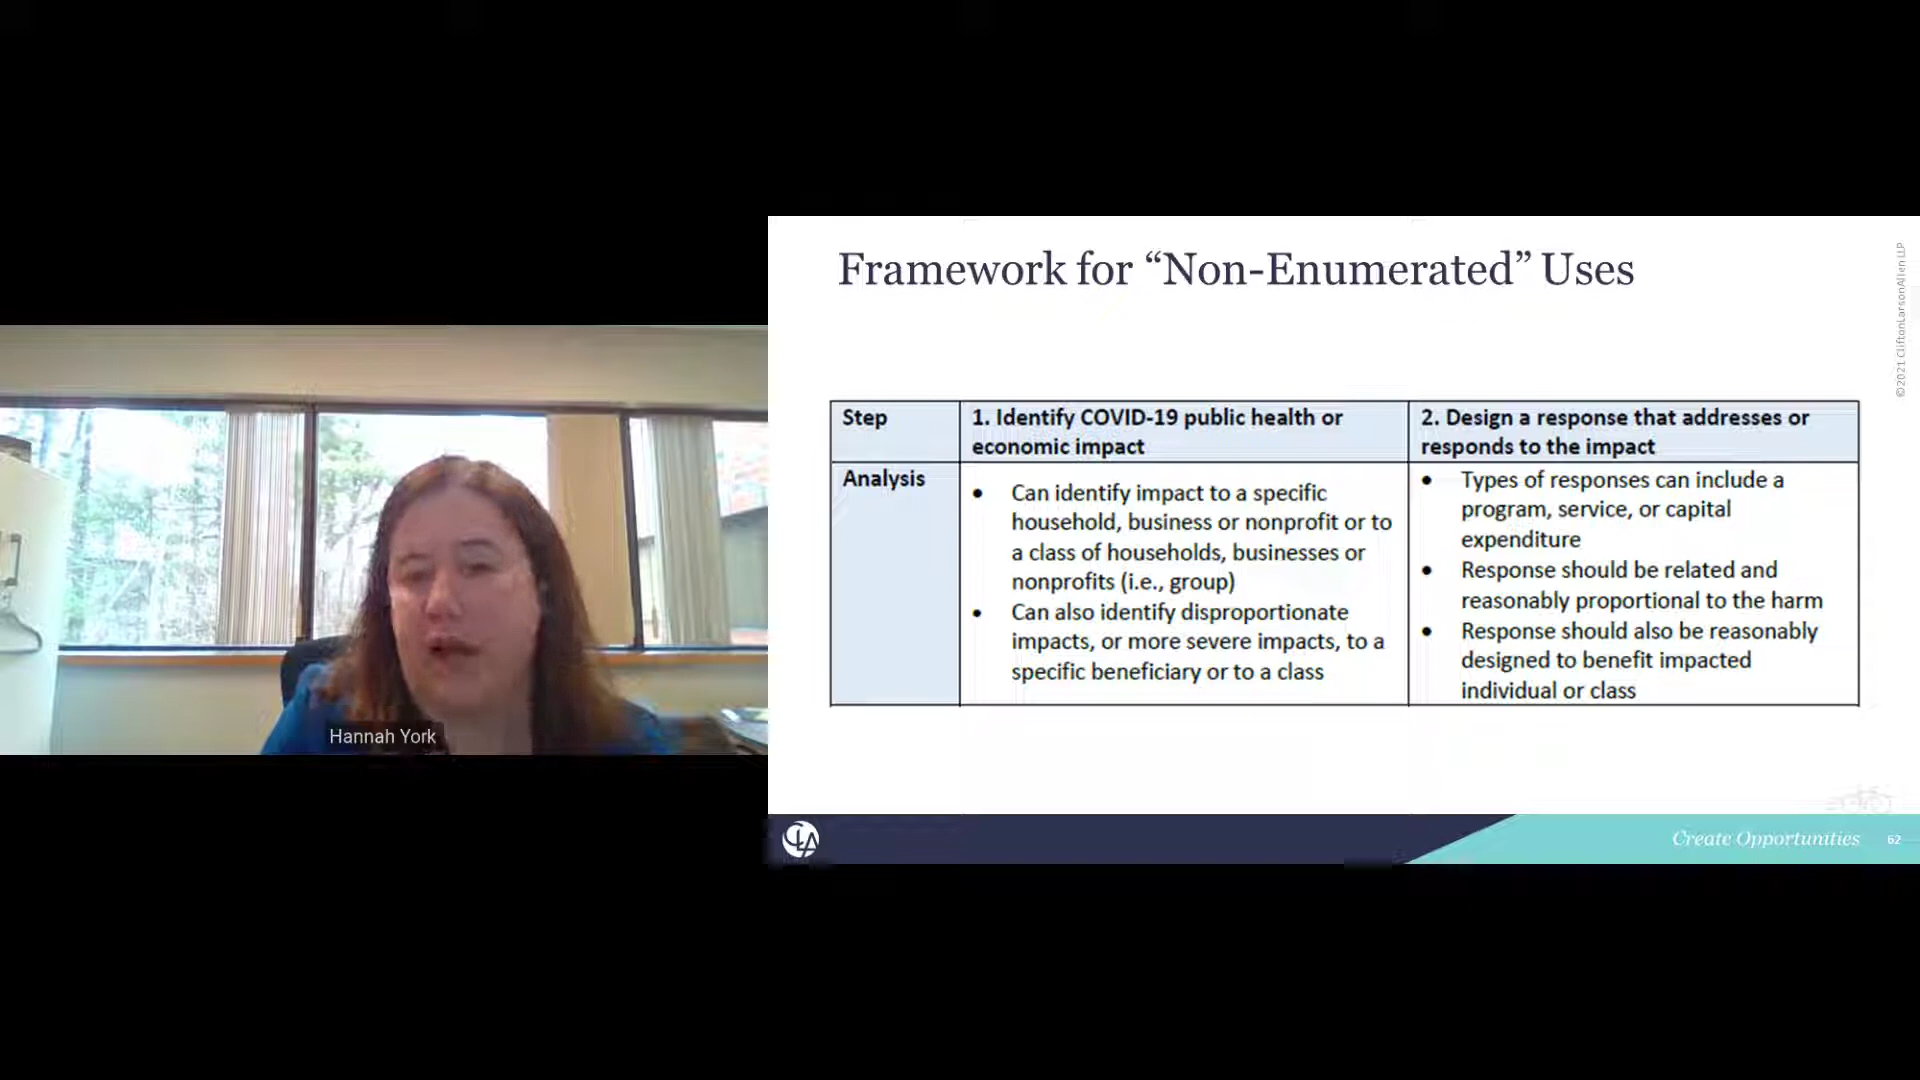 Framework for “Non-Enumerated” Uses
©2021 CliftonLarsonAllen LLP
Step
1. Identify COVID-19 public health or
economic impact
2. Design a response that addresses or
responds to the impact
Analysis
• Can identify impact to a specific
household, business or nonprofit or to
a class of households, businesses or
nonprofits (i.e., group)
• Can also identify disproportionate
impacts, or more severe impacts, to a
specific beneficiary or to a class
• Types of responses can include a
program, service, or capital
expenditure
• Response should be related and
reasonably proportional to the harm
• Response should also be reasonably
designed to benefit impacted
individual or class
Hannah York
CLA
Create Opportunities
62